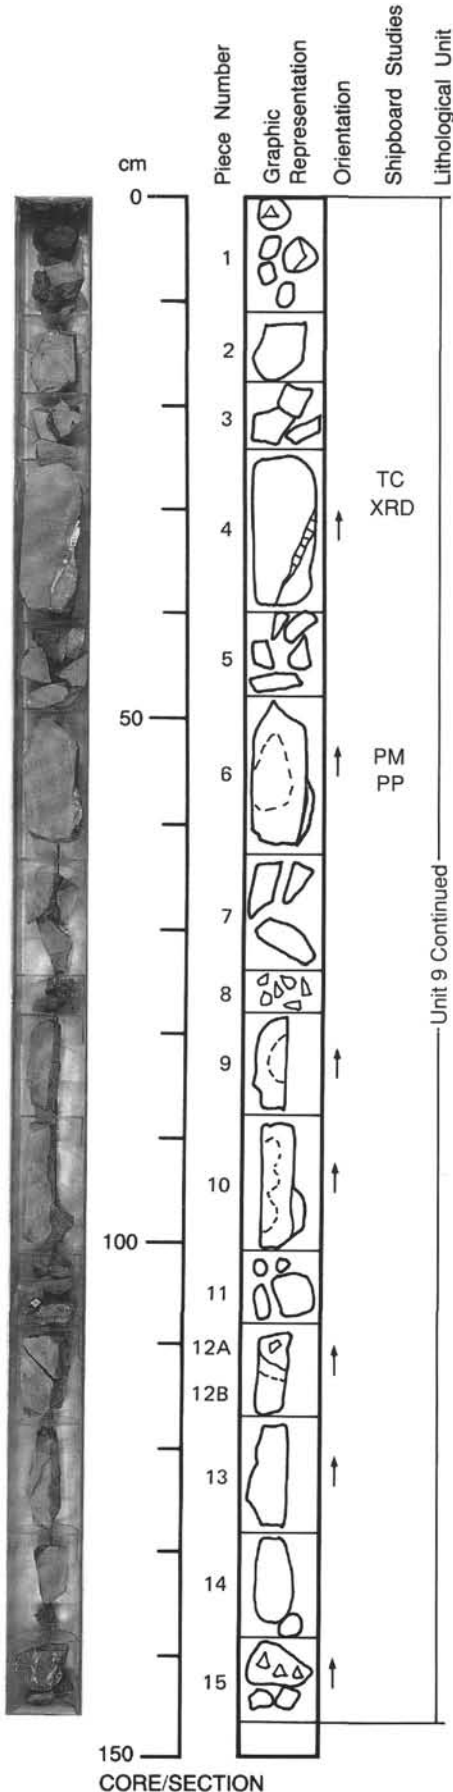 cm
Piece Number
Graphic
Representation
Orientation
Shipboard Studies
Lithological Unit
0
1
2
3
TC
XRD
4
5
50
6
PM
PP
7
Unit 9 Continued
8
9
10
100
11
12A
12B
13
14
15
150
CORE/SECTION